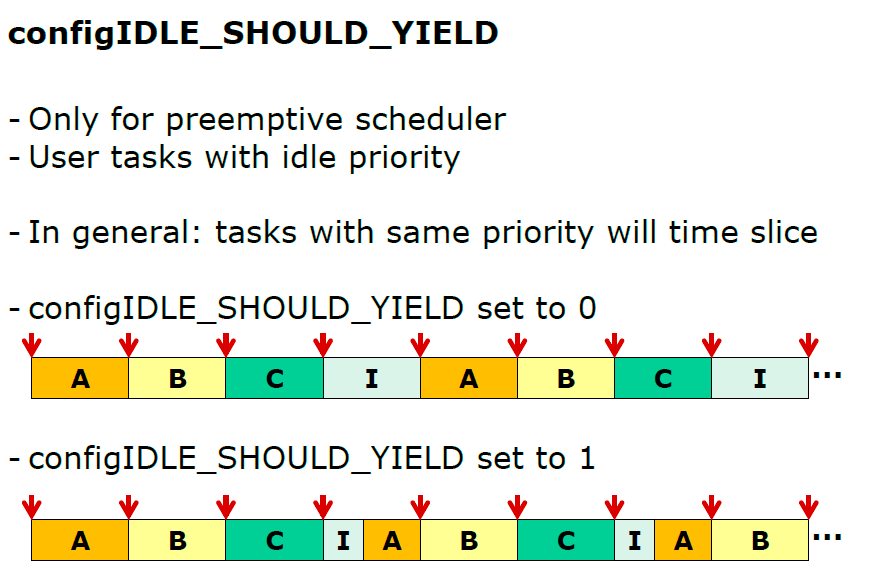 configIDLE_SHOULD_YIELD
- Only for preemptive scheduler
- User tasks with idle priority
- In general: tasks with same priority will time slice
- configIDLE_SHOULD_YIELD set to 0
A B C I A B C I ...
- configIDLE_SHOULD_YIELD set to 1
A B C I A B C I A B ...